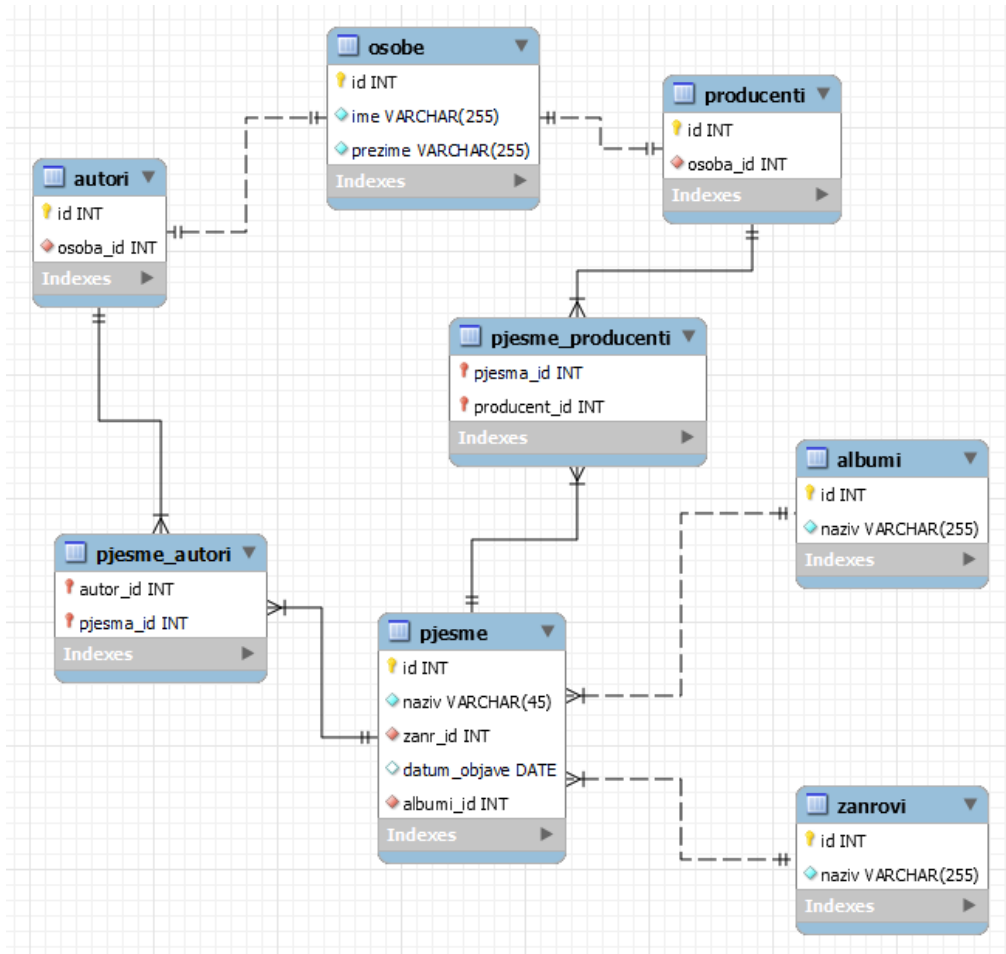 osobe
id INT
ime VARCHAR(255)
prezime VARCHAR(255)
Indexes
producenti
id INT
osoba_id INT
Indexes
autori
id INT
osoba_id INT
Indexes
pjesme_producenti
pjesma_id INT
producent_id INT
Indexes
albumi
id INT
naziv VARCHAR(255)
Indexes
pjesme_autori
autor_id INT
pjesma_id INT
Indexes
pjesme
id INT
naziv VARCHAR(45)
zanr_id INT
datum_objave DATE
albumi_id INT
Indexes
zanrovi
id INT
naziv VARCHAR(255)
Indexes